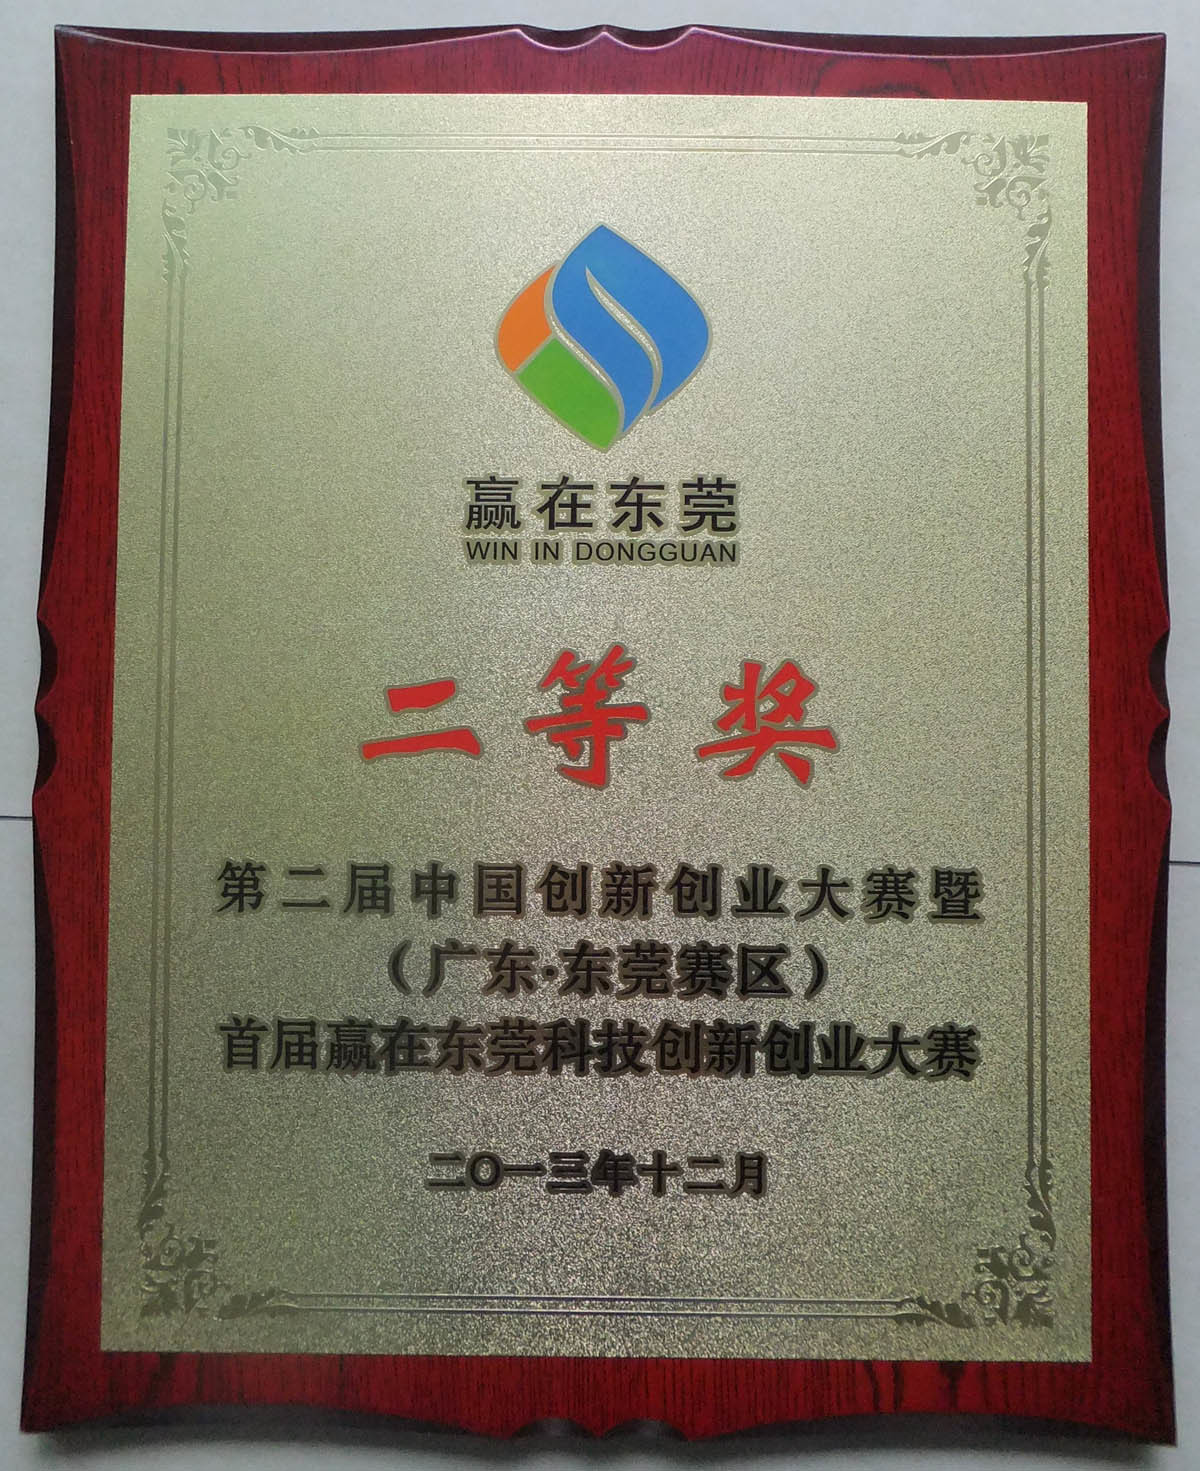 赢在东莞
WIN IN DONGGUAN
二等奖
第二届中国创新创业大赛暨
（广东·东莞赛区）
首届赢在东莞科技创新创业大赛
二〇一三年十二月